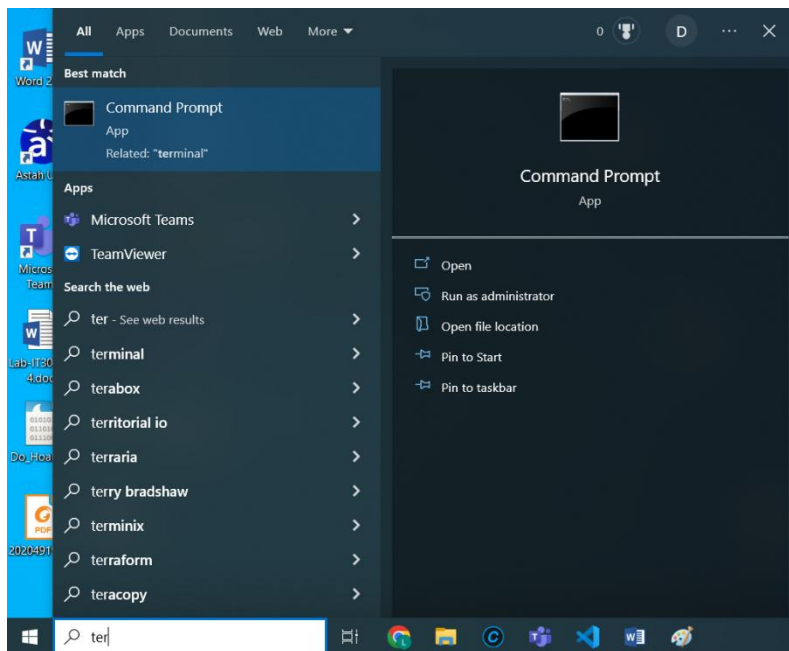 All Apps Documents Web More 0 D ... 
Best match
Command Prompt
App
Related: "terminal"
Apps
Microsoft Teams
TeamViewer
Search the web
ter - See web results
terminal
terabox
territorial io
terraria
terry bradshaw
terminix
terraform
teracopy
ter
Command Prompt
App
Open
Run as administrator
Open file location
Pin to Start
Pin to taskbar
W
Word 2
a
Astah U
T
Micros
Team
W
Lab-IT30
4.doc
Do_Hoa
PDF
2020491